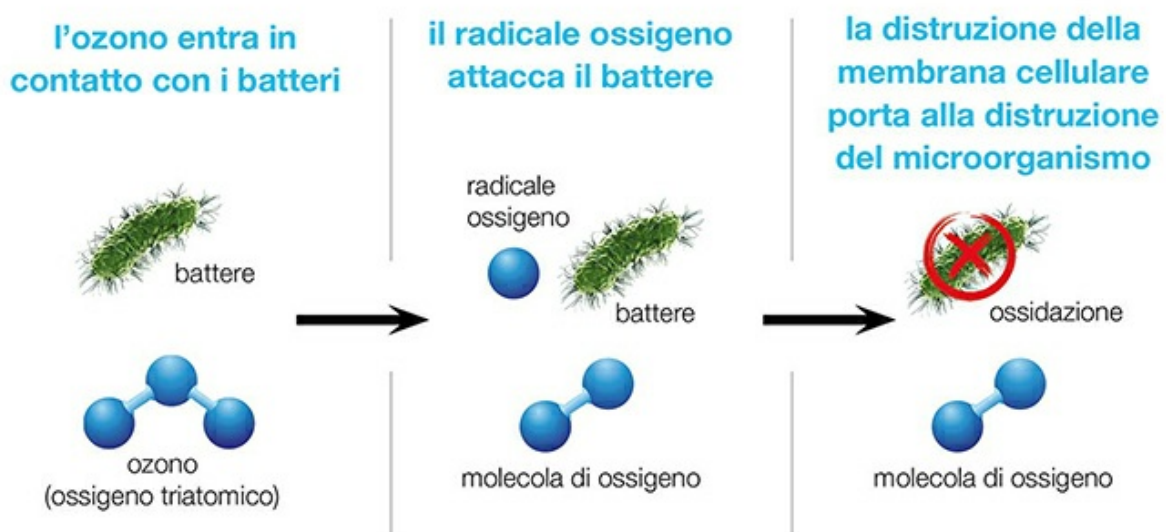 l'ozono entra in
contatto con i batteri
battere
ozono
(ossigeno triatomico)
il radicale ossigeno
attacca il battere
radicale
ossigeno
battere
molecola di ossigeno
la distruzione della
membrana cellulare
porta alla distruzione
del microorganismo
ossidazione
molecola di ossigeno